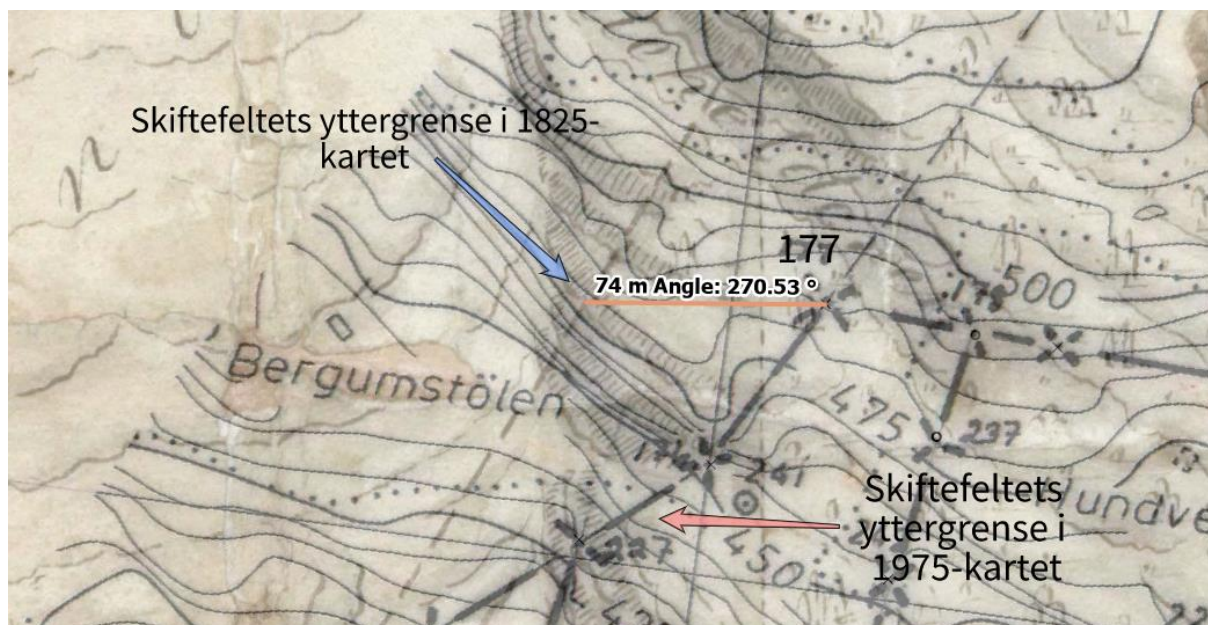 Skiftefeltets yttergrense i 1825-
kartet
177
74 m Angle: 270.53 °
500
Bergumstölen
475
237
241
Skiftefeltets
yttergrense i
1975-kartet
227
450